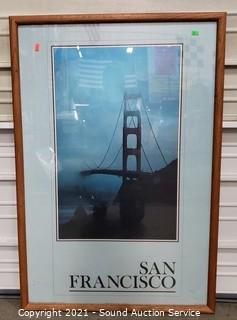 SAN
FRANCISCO
Copyright 2021 - Sound Auction Service